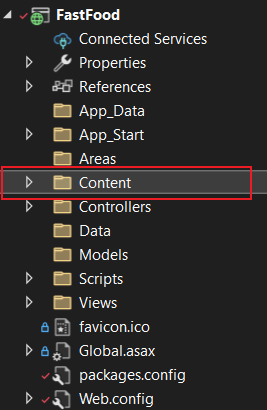 FastFood
Connected Services
Properties
References
App_Data
App_Start
Areas
Content
Controllers
Data
Models
Scripts
Views
favicon.ico
Global.asax
packages.config
Web.config